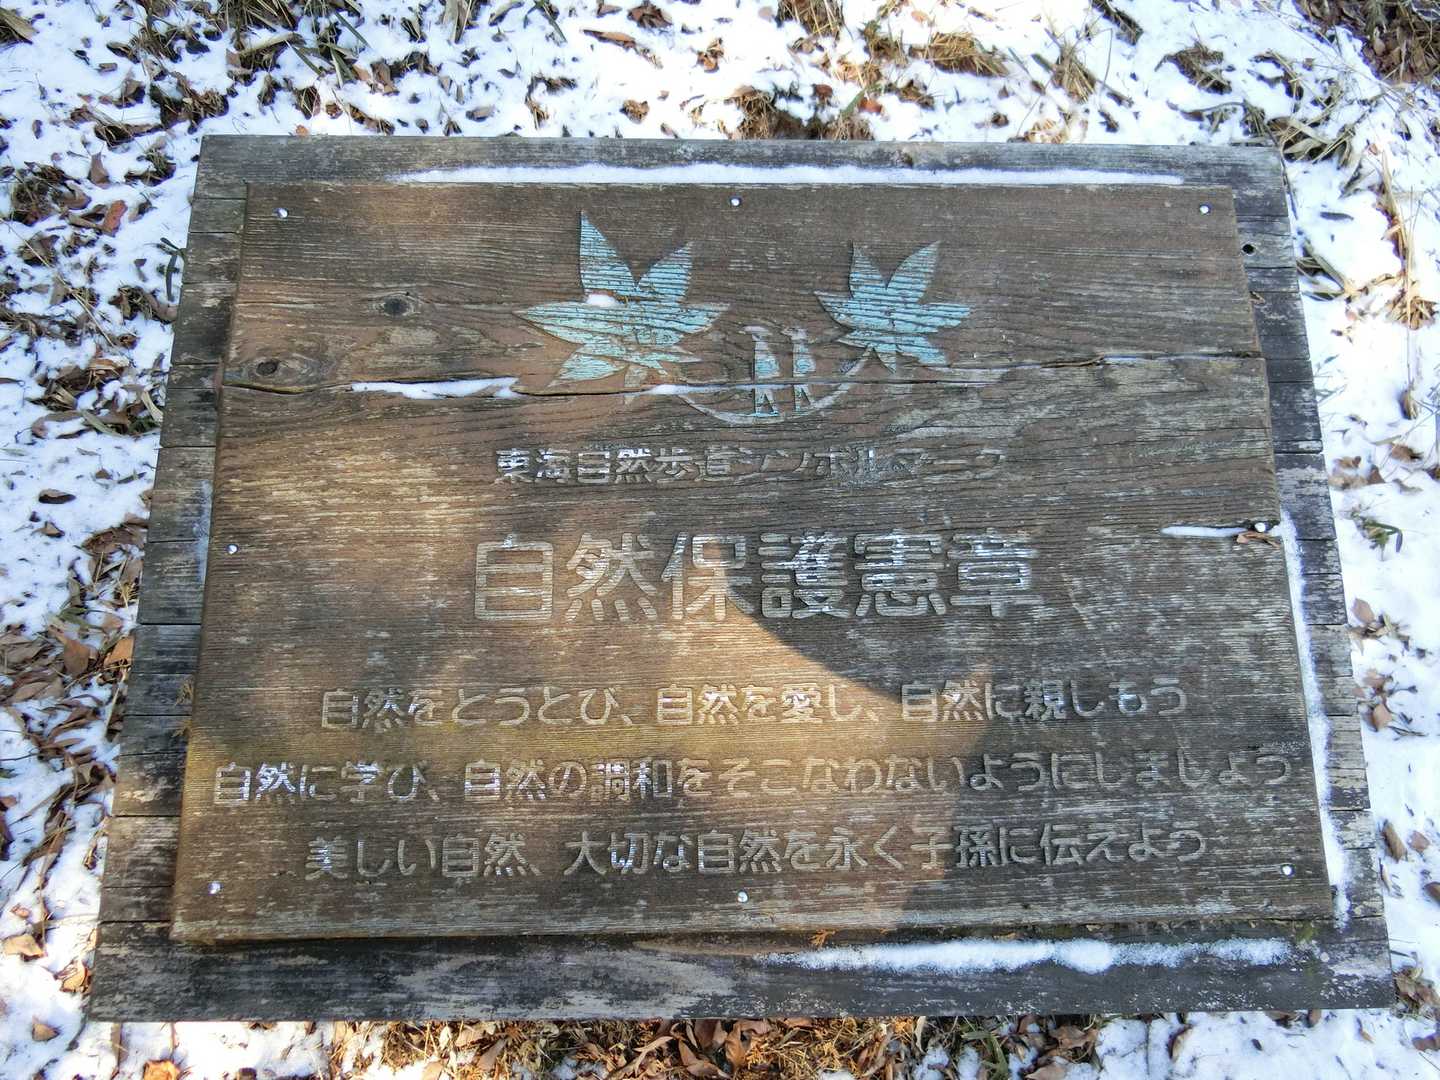 東海自然歩道シンボルマーク
自然保護憲章
自然をとうとび、自然を愛し、自然に親しもう
自然に学び、自然の調和をそこなわないようにしましょう
美しい自然、大切な自然を永く子孫に伝えよう